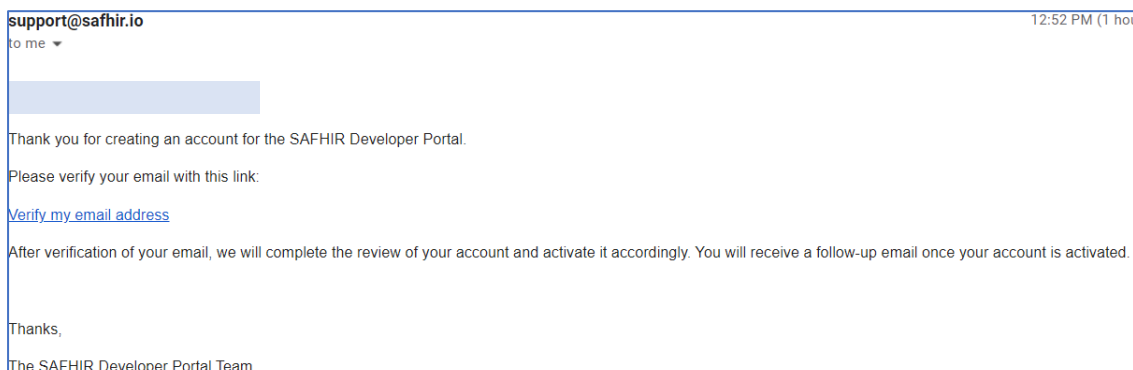 support@safhir.io
12:52 PM (1 hou
to me
Thank you for creating an account for the SAFHIR Developer Portal.
Please verify your email with this link:
Verify my email address
After verification of your email, we will complete the review of your account and activate it accordingly. You will receive a follow-up email once your account is activated.
Thanks,
The SAFHIR Developer Portal Team